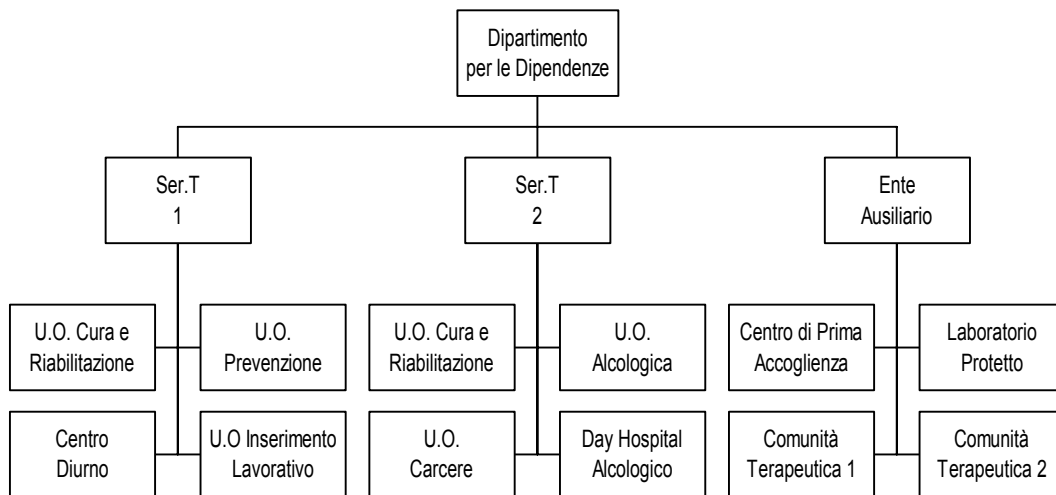 Dipartimento
per le Dipendenze
Ser.T
1
Ser.T
2
Ente
Ausiliario
U.O. Cura e
Riabilitazione
U.O.
Prevenzione
U.O. Cura e
Riabilitazione
U.O.
Alcologica
Centro di Prima
Accoglienza
Laboratorio
Protetto
Centro
Diurno
U.O Inserimento
Lavorativo
U.O.
Carcere
Day Hospital
Alcologico
Comunità
Terapeutica 1
Comunità
Terapeutica 2